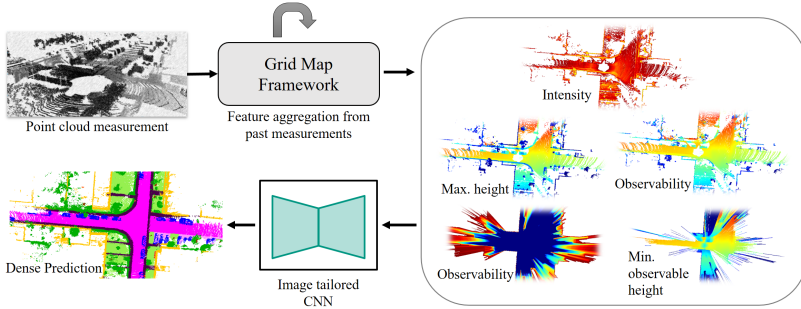 Grid Map
Framework
Point cloud measurement
Feature aggregation from
past measurements
Intensity
Max. height
Observability
Observability
Min.
observable
height
Dense Prediction
Image tailored
CNN